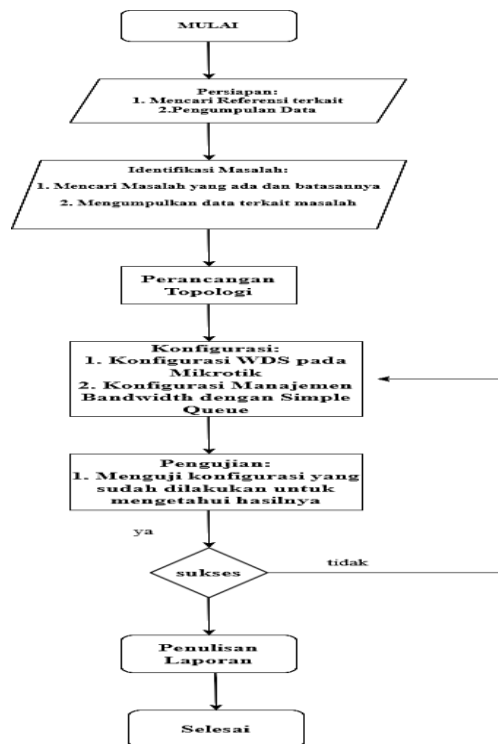 MULAI
Persiapan:
1. Mencari Referensi terkait
2.Pengumpulan Data
Identifikasi Masalah:
1. Mencari Masalah yang ada dan batasannya
2. Mengumpulkan data terkait masalah
Perancangan
Topologi
Konfigurasi:
1. Konfigurasi WDS pada
Mikrotik
2. Konfigurasi Manajemen
Bandwidth dengan Simple
Queue
Pengujian:
1. Menguji konfigurasi yang
sudah dilakukan untuk
mengetahui hasilnya
ya
sukses
tidak
Penulisan
Laporan
Selesai